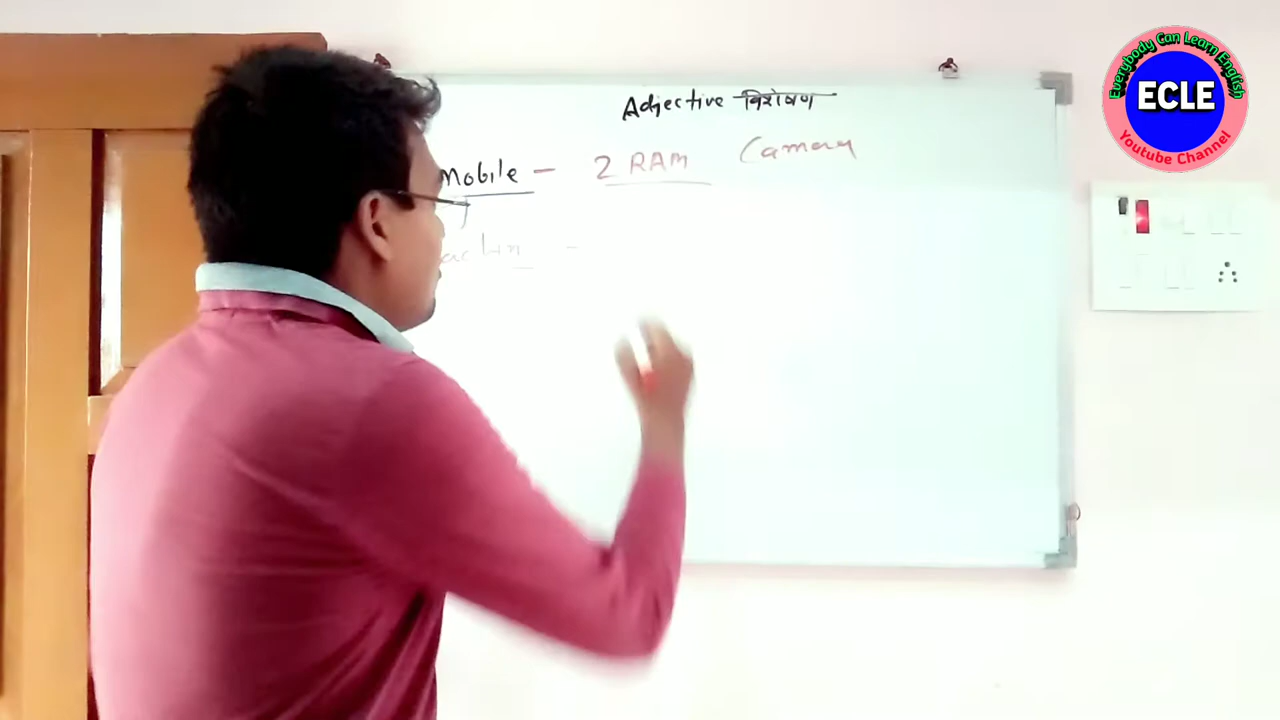 Adjective विशेषण
Mobile - 2 RAM Camera
Everybody Can Learn English
ECLE
Youtube Channel